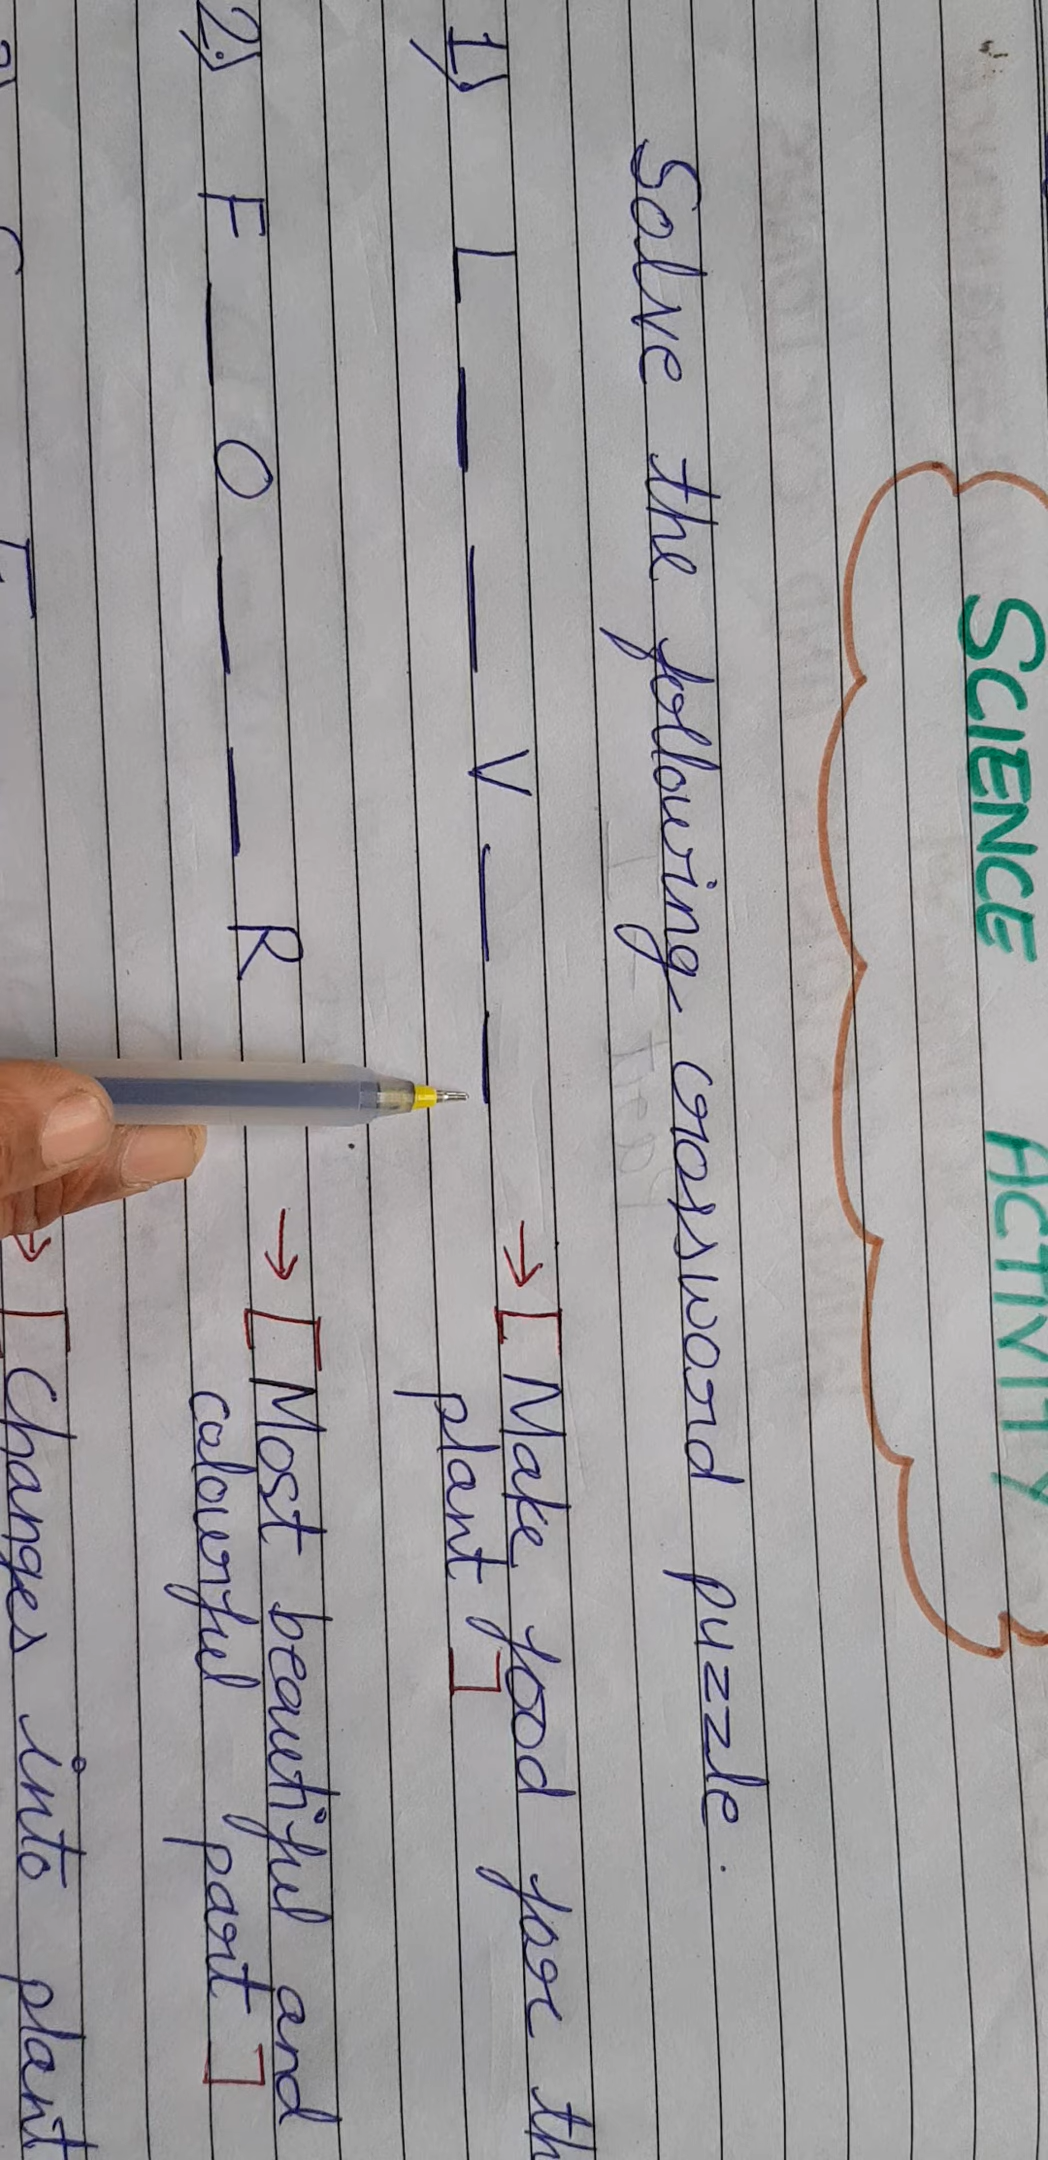 SCIENCE ACTIVITY
Solve the following crossword puzzle.
1) L _ _ V _ _ → [Make food for th
plant]
2) F _ O _ _ R → [Most beautiful and
colourful part]
→ [Changes into plant